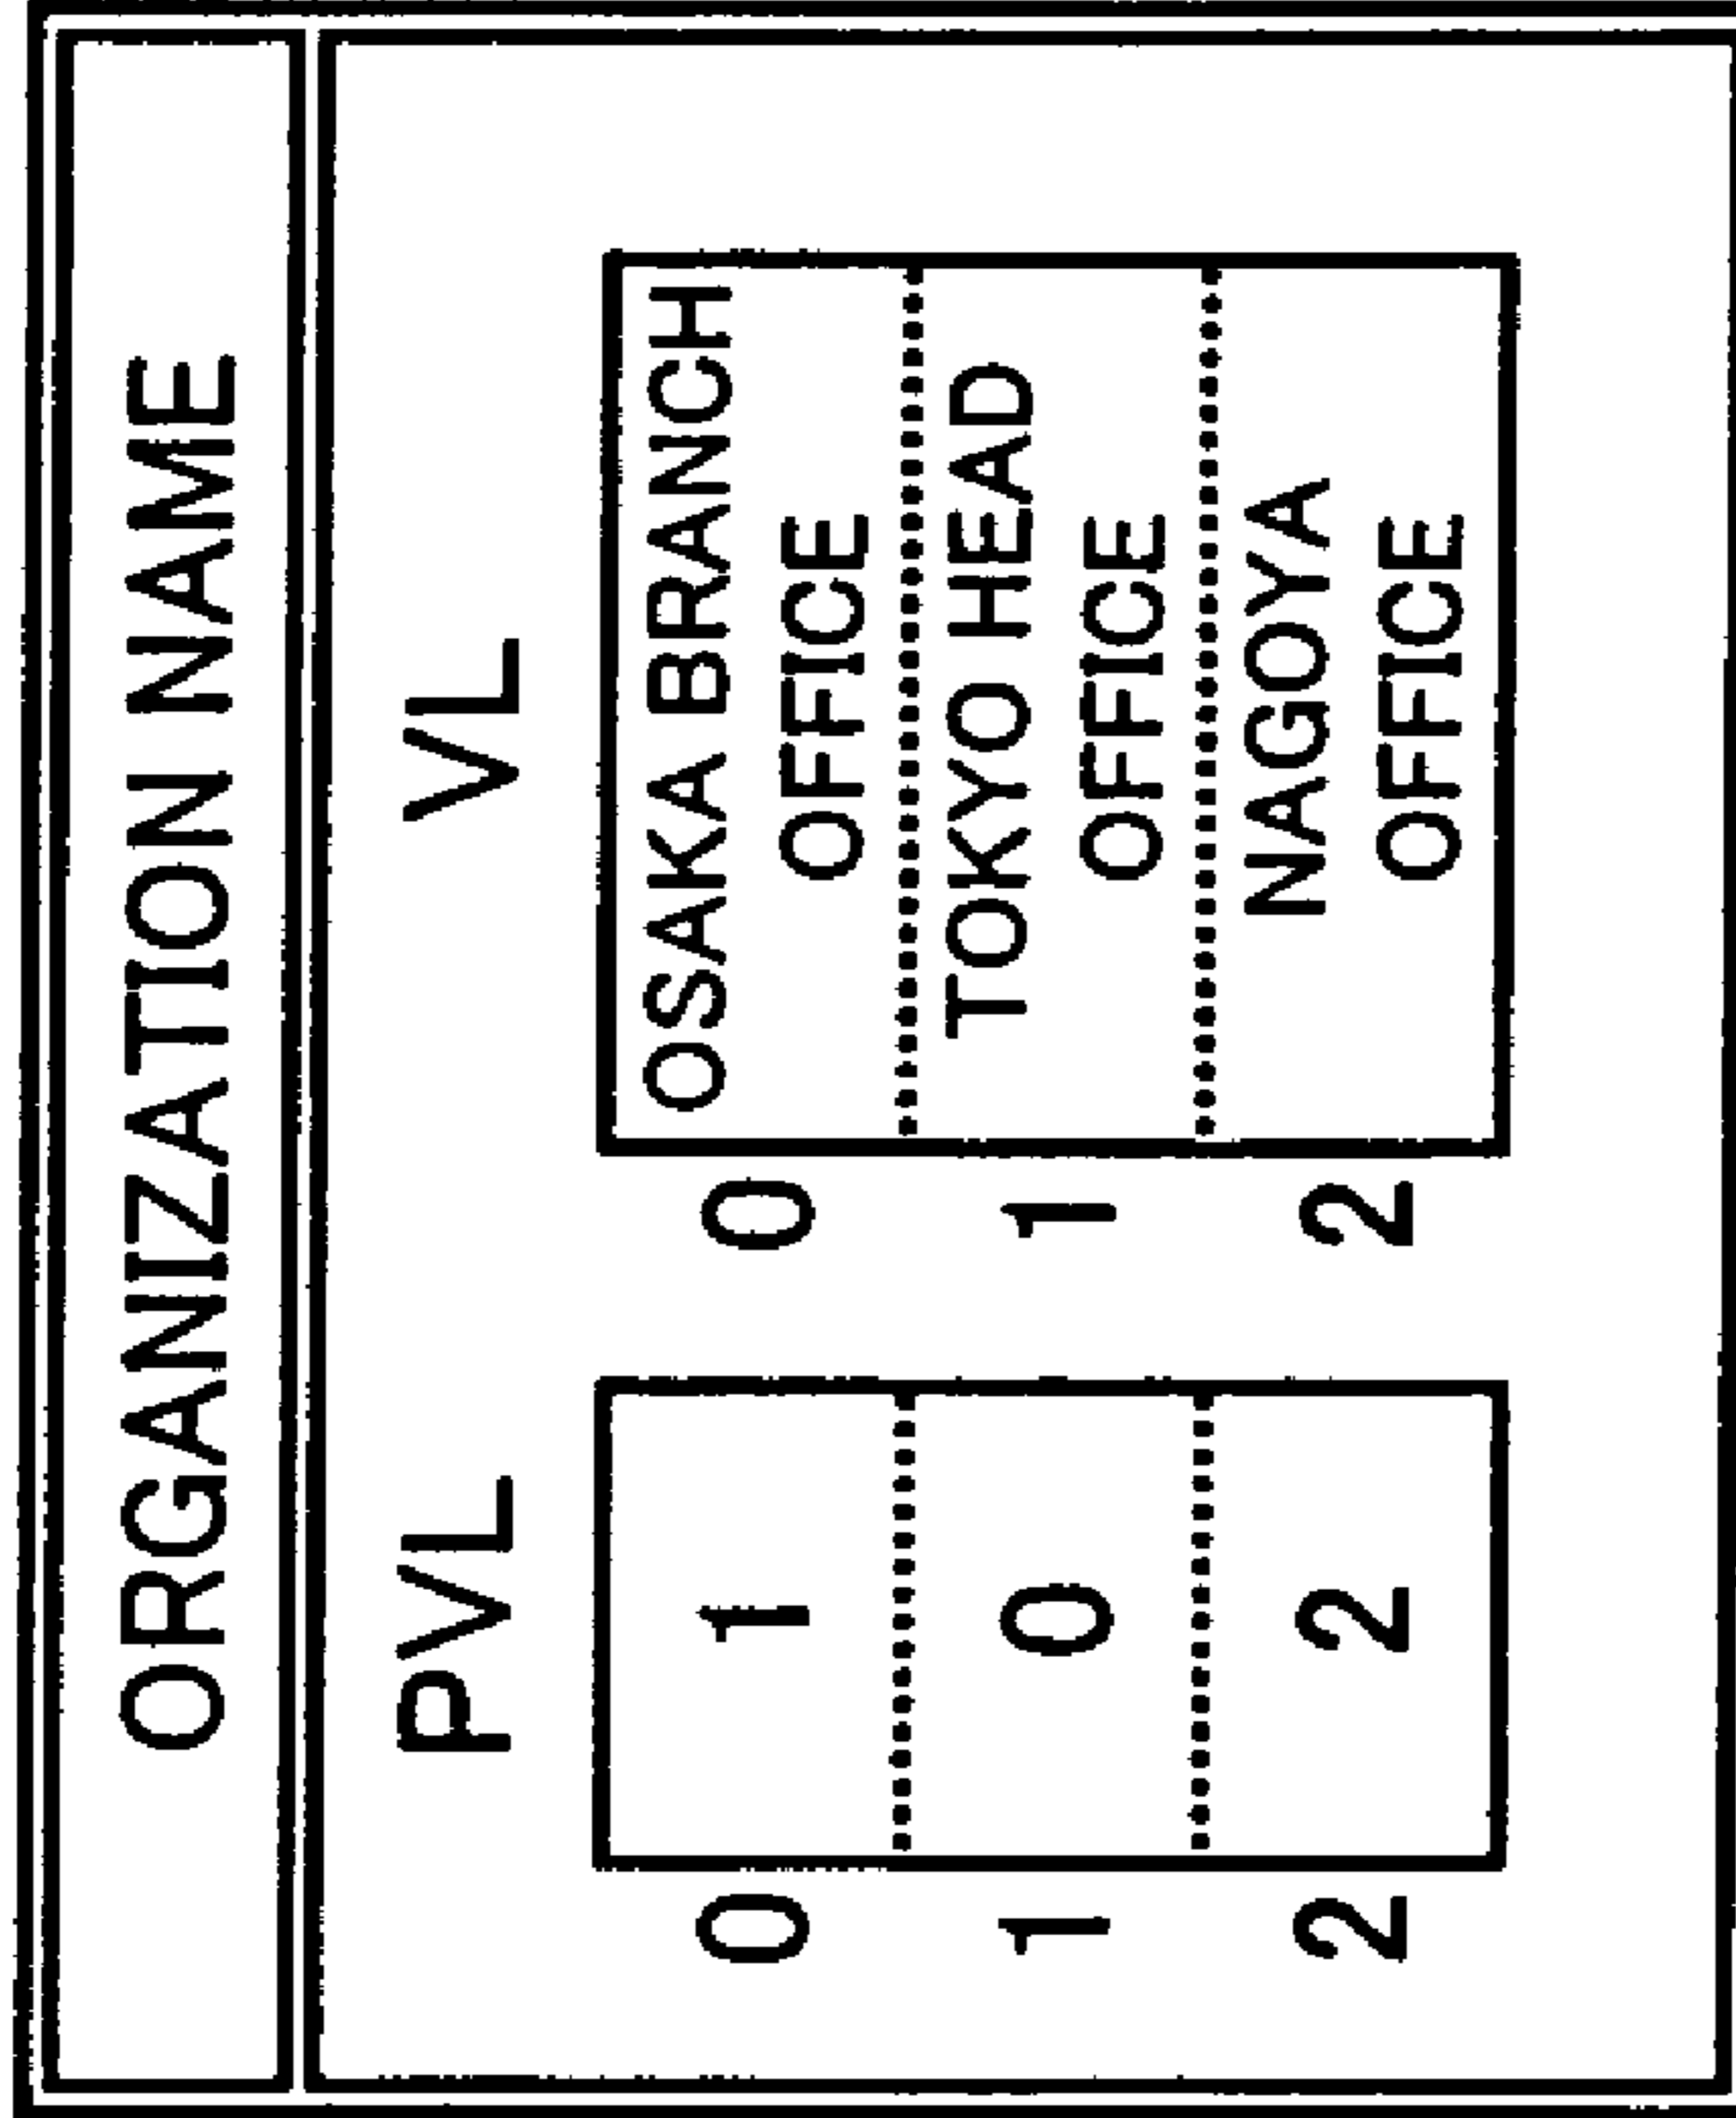 ORGANIZATION NAME
PVL VL
0 1 0 OSAKA BRANCH
OFFICE
1 0 1 TOKYO HEAD
OFFICE
2 2 2 NAGOYA
OFFICE